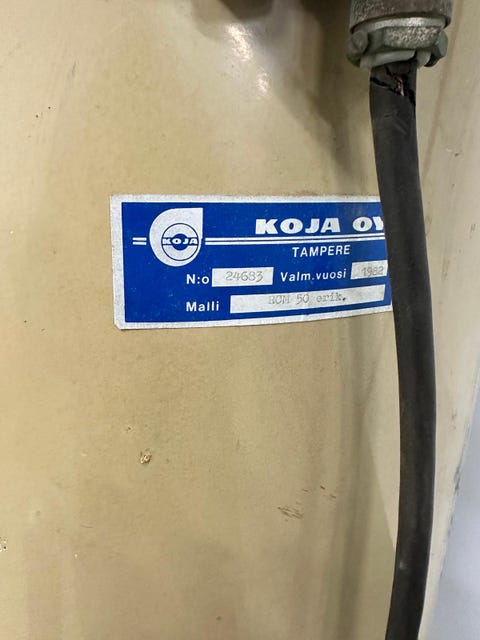 KOJA OY
KOJA
TAMPERE
N:o 24683 Valm.vuosi 1982
Malli HCM 50 erik.